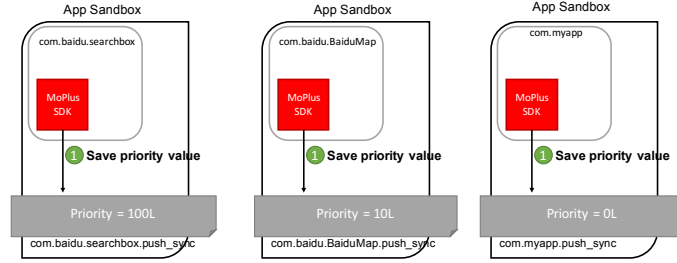 App Sandbox
com.baidu.searchbox
MoPlus
SDK
1 Save priority value
Priority = 100L
com.baidu.searchbox.push_sync
App Sandbox
com.baidu.BaiduMap
MoPlus
SDK
1 Save priority value
Priority = 10L
com.baidu.BaiduMap.push_sync
App Sandbox
com.myapp
MoPlus
SDK
1 Save priority value
Priority = 0L
com.myapp.push_sync